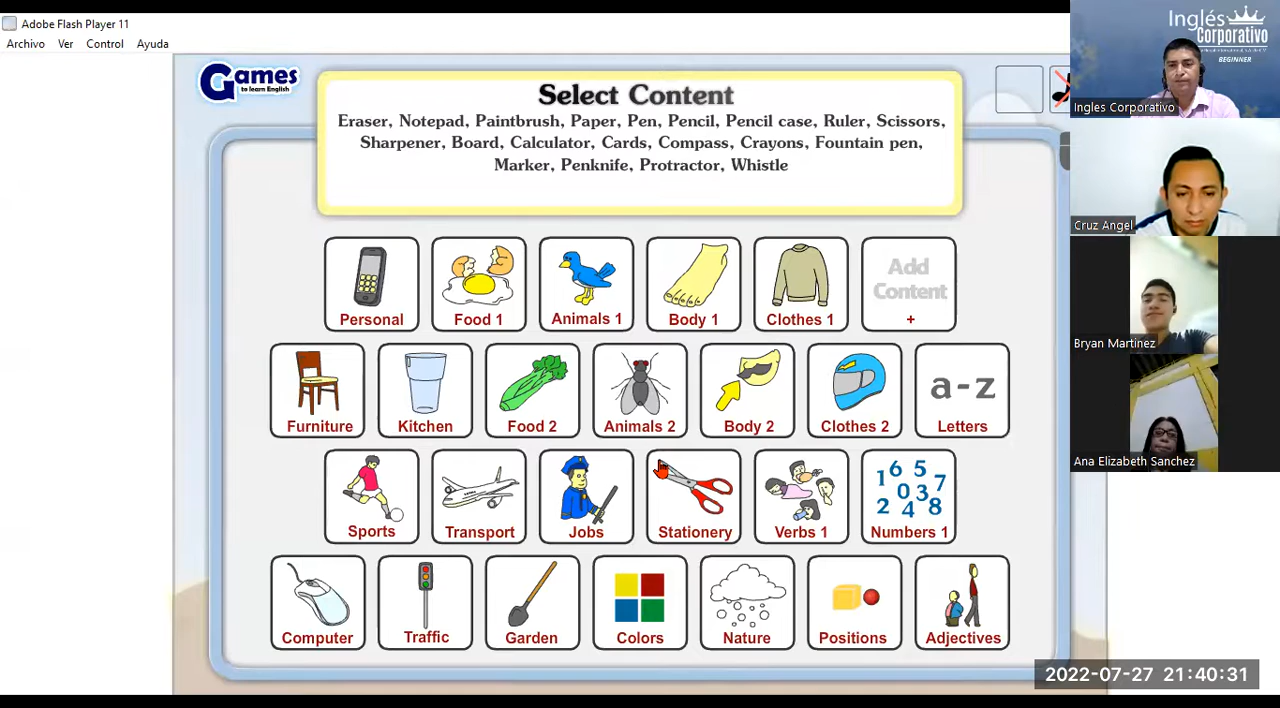 Adobe Flash Player 11
Archivo Ver Control Ayuda
Games
to learn English
Select Content
Eraser, Notepad, Paintbrush, Paper, Pen, Pencil, Pencil case, Ruler, Scissors,
Sharpener, Board, Calculator, Cards, Compass, Crayons, Fountain pen,
Marker, Penknife, Protractor, Whistle
Personal
Food 1
Animals 1
Body 1
Clothes 1
Add
Content
+
Furniture
Kitchen
Food 2
Animals 2
Body 2
Clothes 2
a-z
Letters
Sports
Transport
Jobs
Stationery
Verbs 1
1 6 5 7
0 3
2 4 8
Numbers 1
Computer
Traffic
Garden
Colors
Nature
Positions
Adjectives
Inglés
Corporativo
BEGINNER
Ingles Corporativo
Cruz Angel
Bryan Martinez
Ana Elizabeth Sanchez
2022-07-27 21:40:31